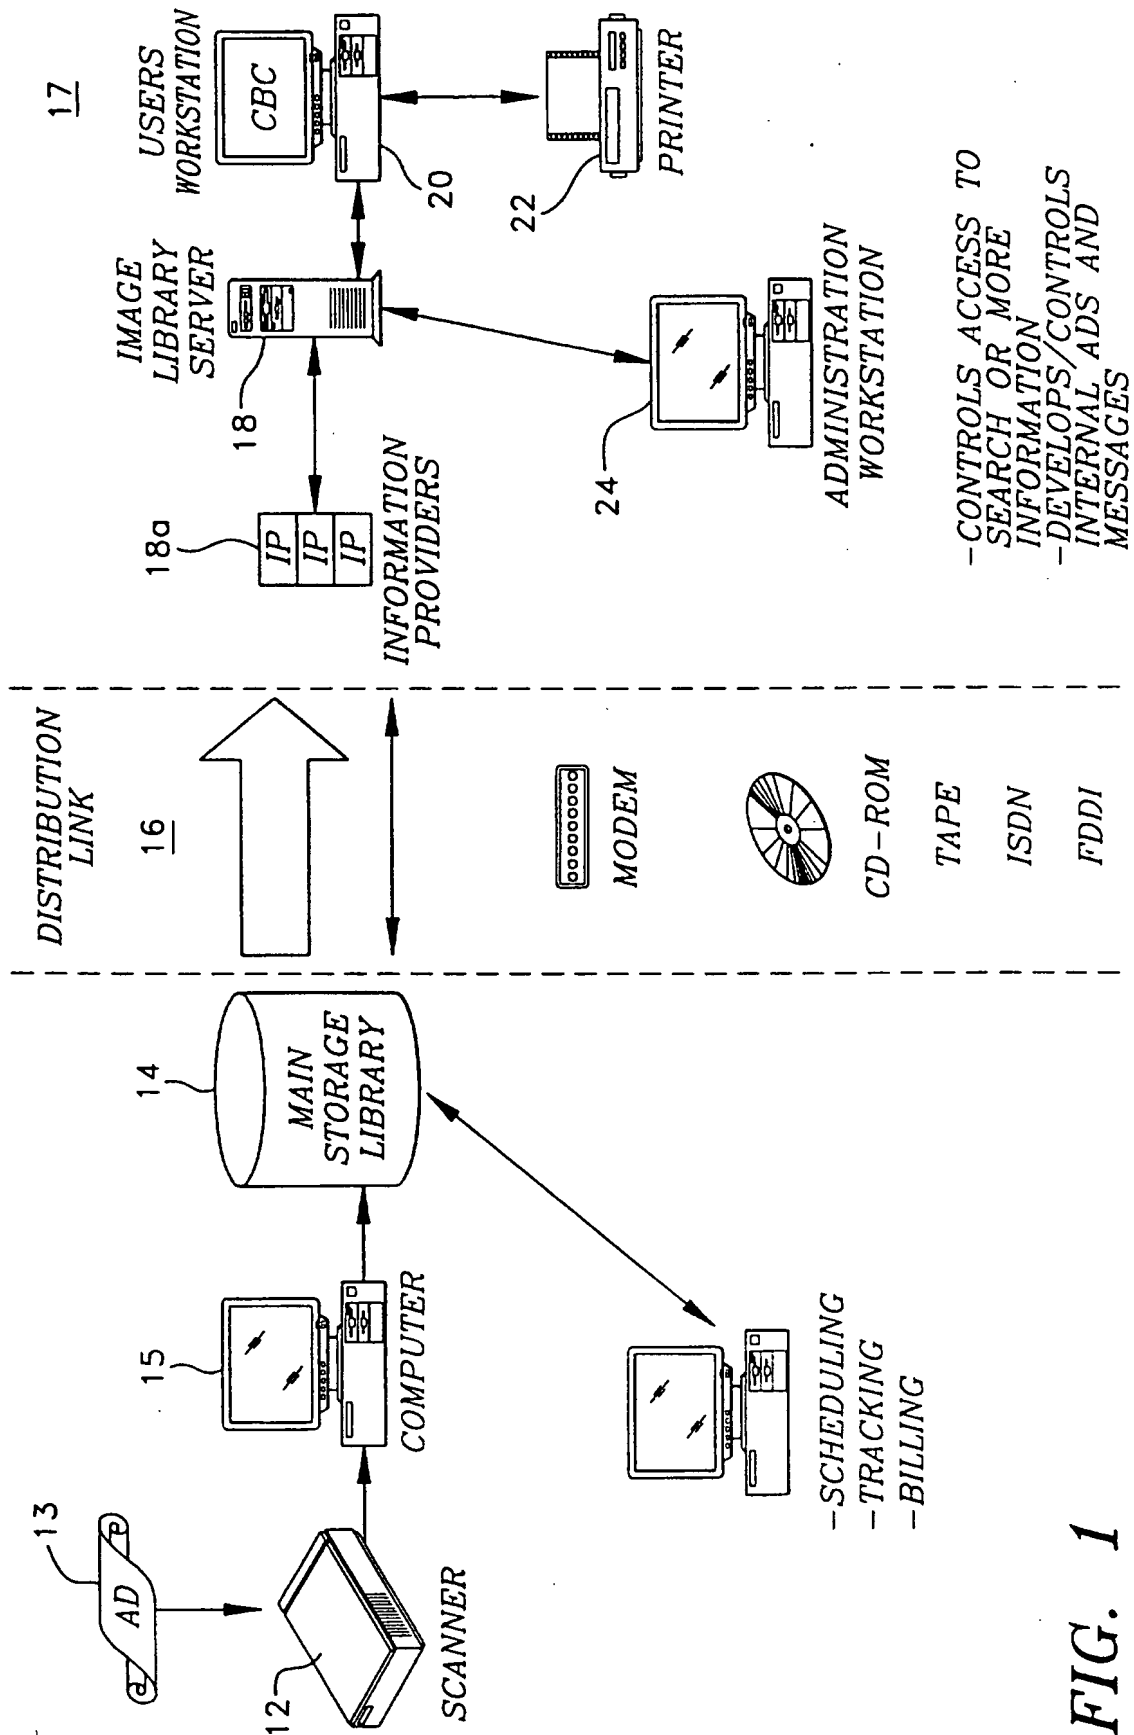 13
AD
12
SCANNER
15
COMPUTER
14
MAIN
STORAGE
LIBRARY
-SCHEDULING
-TRACKING
-BILLING
DISTRIBUTION
LINK
16
MODEM
CD-ROM
TAPE
ISDN
FDDI
17
18a
IP
IP
IP
INFORMATION
PROVIDERS
IMAGE
LIBRARY
SERVER
18
USERS
WORKSTATION
CBC
20
22
PRINTER
24
ADMINISTRATION
WORKSTATION
-CONTROLS ACCESS TO
SEARCH OR MORE
INFORMATION
-DEVELOPS/CONTROLS
INTERNAL ADS AND
MESSAGES
FIG. 1